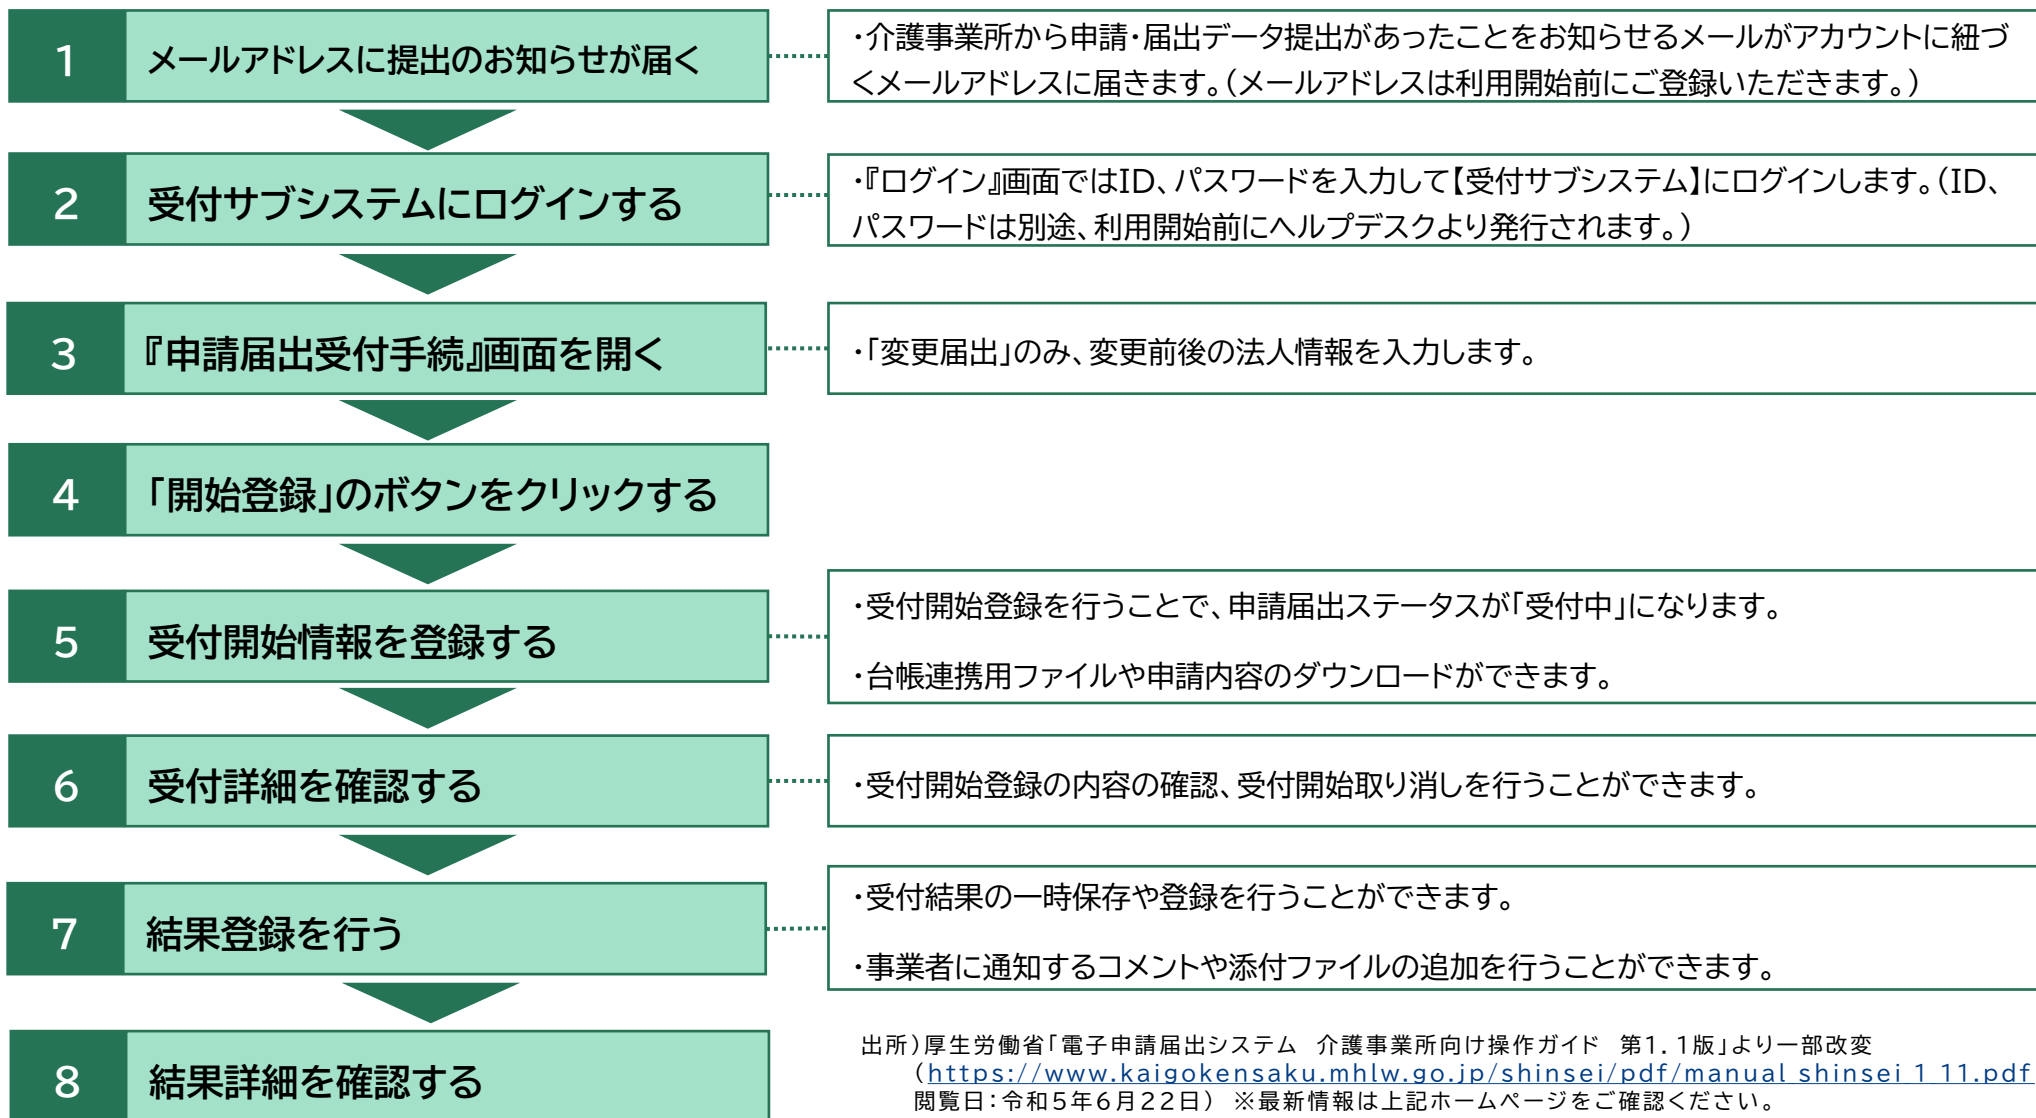 1 メールアドレスに提出のお知らせが届く
・介護事業所から申請・届出データ提出があったことをお知らせるメールがアカウントに紐づ
くメールアドレスに届きます。（メールアドレスは利用開始前にご登録いただきます。）
2 受付サブシステムにログインする
・『ログイン』画面ではID、パスワードを入力して【受付サブシステム】にログインします。（ID、
パスワードは別途、利用開始前にヘルプデスクより発行されます。）
3 『申請届出受付手続』画面を開く
・「変更届出」のみ、変更前後の法人情報を入力します。
4 「開始登録」のボタンをクリックする
5 受付開始情報を登録する
・受付開始登録を行うことで、申請届出ステータスが「受付中」になります。
・台帳連携用ファイルや申請内容のダウンロードができます。
6 受付詳細を確認する
・受付開始登録の内容の確認、受付開始取り消しを行うことができます。
7 結果登録を行う
・受付結果の一時保存や登録を行うことができます。
・事業者に通知するコメントや添付ファイルの追加を行うことができます。
8 結果詳細を確認する
出所）厚生労働省「電子申請届出システム 介護事業所向け操作ガイド 第1.1版」より一部改変
（https://www.kaigokensaku.mhlw.go.jp/shinsei/pdf/manual_shinsei_1_11.pdf
閲覧日：令和5年6月22日） ※最新情報は上記ホームページをご確認ください。